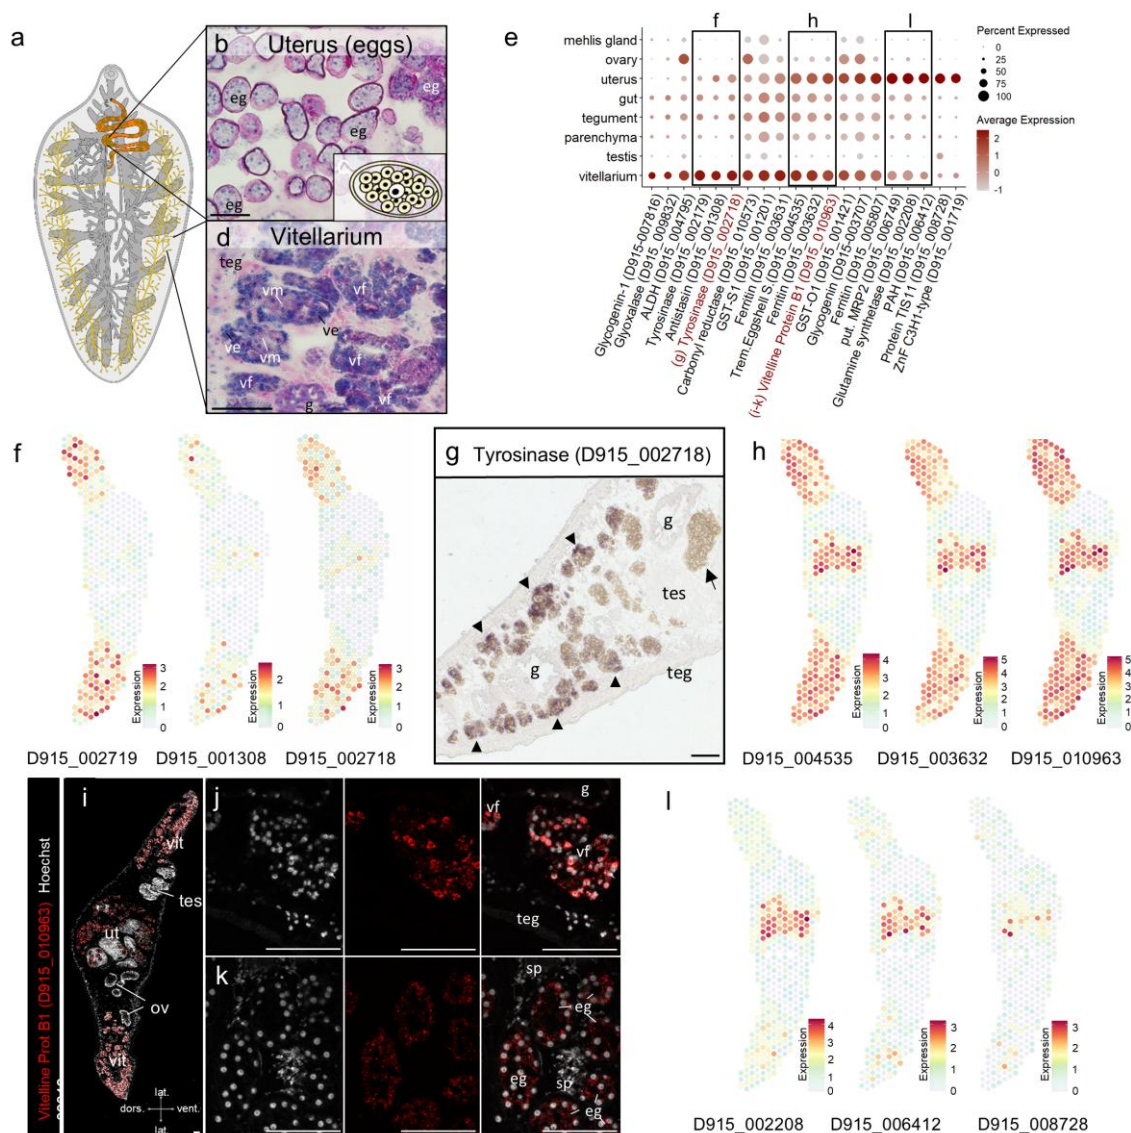 a
b
Uterus (eggs)
eg
eg
eg
eg
d
Vitellarium
teg
vm
vf
ve
ve
vm
vf
vf
vf
g
e
f
h
l
mehlis gland
ovary
uterus
gut
tegument
parenchyma
testis
vitellarium
Percent Expressed
0
25
50
75
100
Average Expression
2
1
0
-1
Glycogenin-1 (D915-007816)
Glyoxalase (D915_009832)
ALDH (D915_004795)
Tyrosinase (D915_002179)
Antistasin (D915_001308)
(g) Tyrosinase (D915_002718)
Carbonyl reductase (D915_010573)
GST-S1 (D915_001201)
Ferritin (D915_003631)
Trem.Eggshell S. (D915_004535)
Ferritin (D915_003632)
(i-k) Vitelline Protein B1 (D915_010963)
GST-O1 (D915_001421)
Glycogenin (D915_003707)
Ferritin (D915_005807)
put. MRP2 (D915_006749)
Glutamine synthetase (D915_002208)
PAH (D915_006412)
Protein TIS11 (D915_008728)
ZnF C3H1-type (D915_001719)
f
Expression
3
2
1
0
Expression
2
1
0
Expression
3
2
1
0
D915_002719
D915_001308
D915_002718
g
Tyrosinase (D915_002718)
g
tes
g
teg
h
Expression
4
3
2
1
0
Expression
5
4
3
2
1
0
Expression
5
4
3
2
1
0
D915_004535
D915_003632
D915_010963
Vitelline Prot B1 (D915_010963) Hoechst
i
vit
tes
ut
ov
vit
lat.
dors.
vent.
lat.
j
vf
g
vf
teg
k
sp
eg
eg
sp
eg
l
Expression
4
3
2
1
0
Expression
3
2
1
0
Expression
3
2
1
0
D915_002208
D915_006412
D915_008728